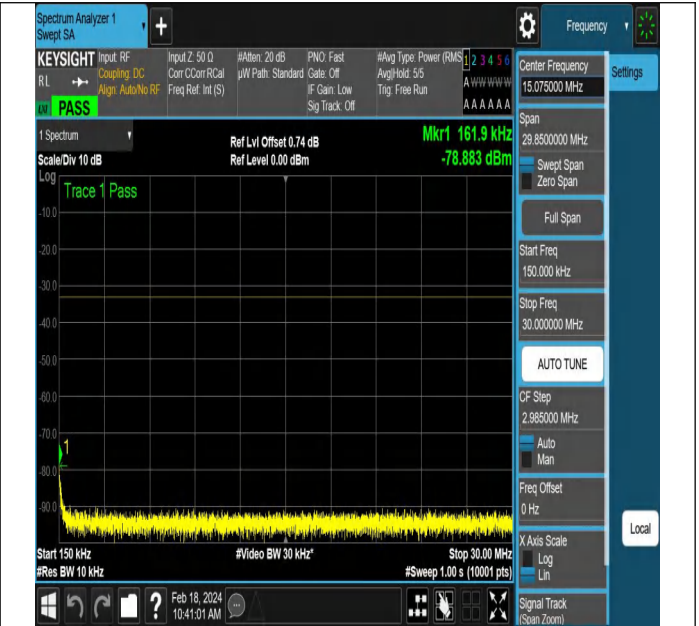 Spectrum Analyzer 1
Swept SA
+
Frequency
KEYSIGHT
RL
PASS
Input: RF
Coupling: DC
Align: Auto/No RF
Input Z: 50 Ω
Corr CCorr RCal
Freq Ref: Int (S)
#Atten: 20 dB
µW Path: Standard
PNO: Fast
Gate: Off
IF Gain: Low
Sig Track: Off
#Avg Type: Power (RMS
Avg|Hold: 5/5
Trig: Free Run
1 2 3 4 5 6
A W W W W W
A A A A A A
1 Spectrum
Scale/Div 10 dB
Ref Lvl Offset 0.74 dB
Ref Level 0.00 dBm
Mkr1 161.9 kHz
-78.883 dBm
Log
Trace 1 Pass
-10.0
-20.0
-30.0
-40.0
-50.0
-60.0
-70.0
1
-80.0
-90.0
Start 150 kHz
#Video BW 30 kHz*
Stop 30.00 MHz
#Res BW 10 kHz
#Sweep 1.00 s (10001 pts)
Feb 18, 2024
10:41:01 AM
Center Frequency
15.075000 MHz
Settings
Span
29.8500000 MHz
Swept Span
Zero Span
Full Span
Start Freq
150.000 kHz
Stop Freq
30.000000 MHz
AUTO TUNE
CF Step
2.985000 MHz
Auto
Man
Freq Offset
0 Hz
Local
X Axis Scale
Log
Lin
Signal Track
(Span Zoom)